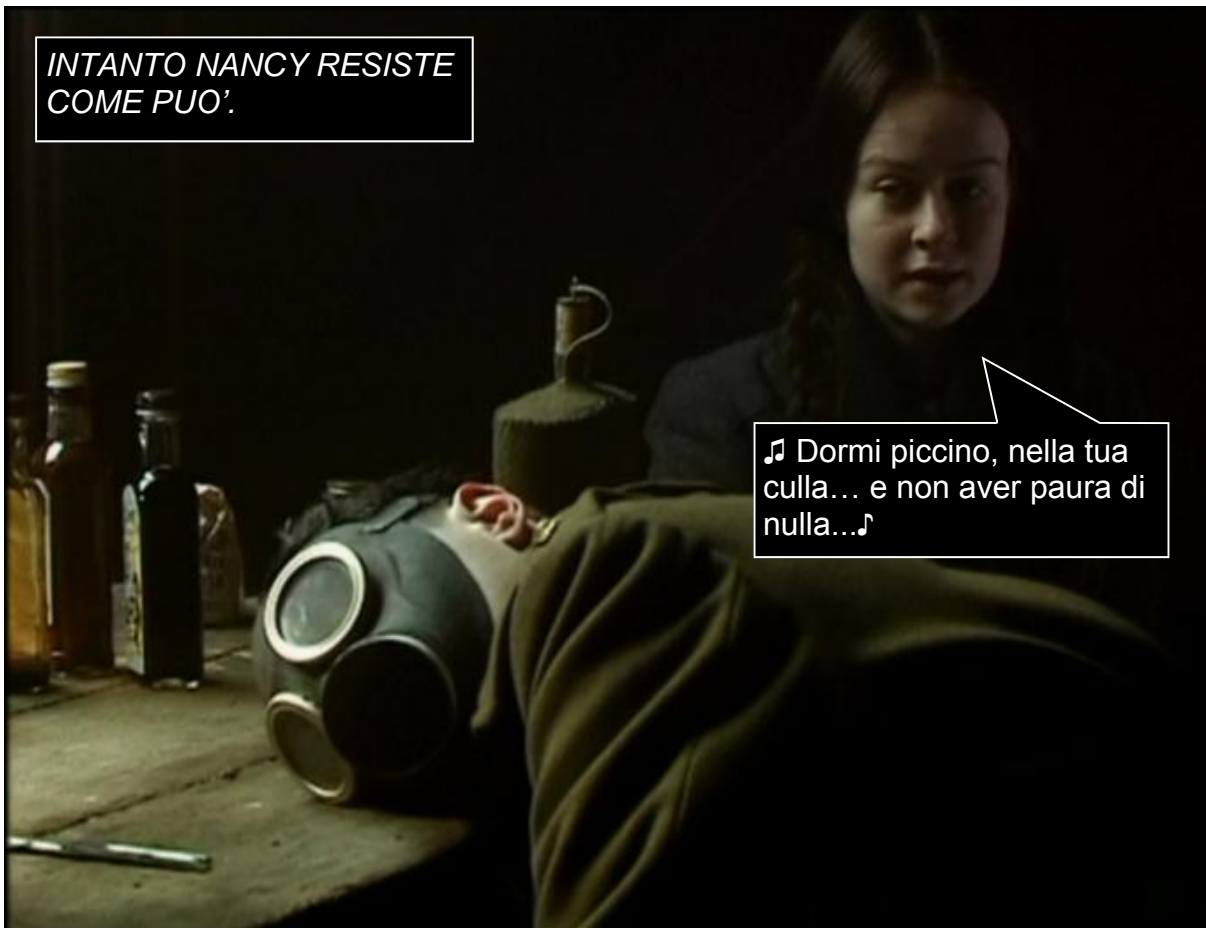 INTANTO NANCY RESISTE
COME PUO’.
♫ Dormi piccino, nella tua
culla… e non aver paura di
nulla...♪